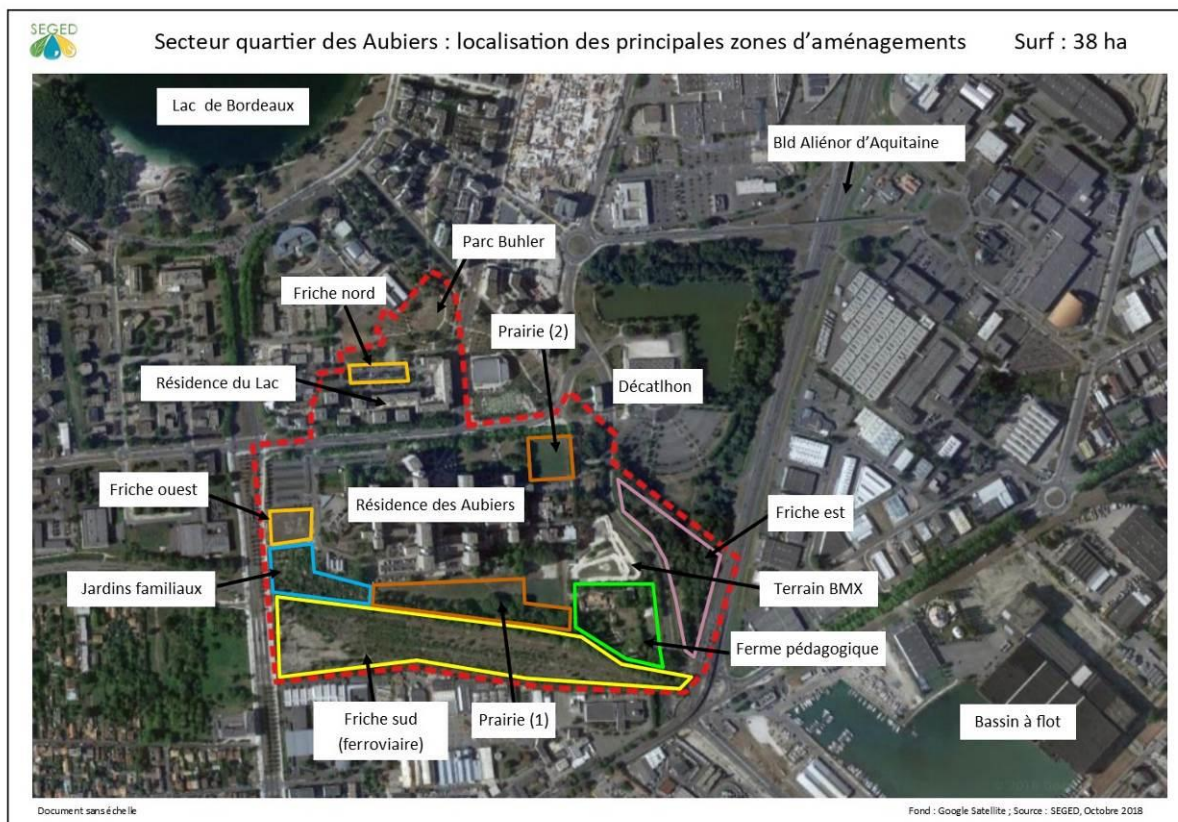 SEGED
Secteur quartier des Aubiers : localisation des principales zones d'aménagements Surf : 38 ha
Lac de Bordeaux
Bld Aliénor d'Aquitaine
Parc Buhler
Friche nord
Prairie (2)
Résidence du Lac
Décatlhon
Friche ouest
Résidence des Aubiers
Friche est
Jardins familiaux
Terrain BMX
Ferme pédagogique
Friche sud
(ferroviaire)
Prairie (1)
Bassin à flot
Document sans échelle
Fond : Google Satellite ; Source : SEGED, Octobre 2018